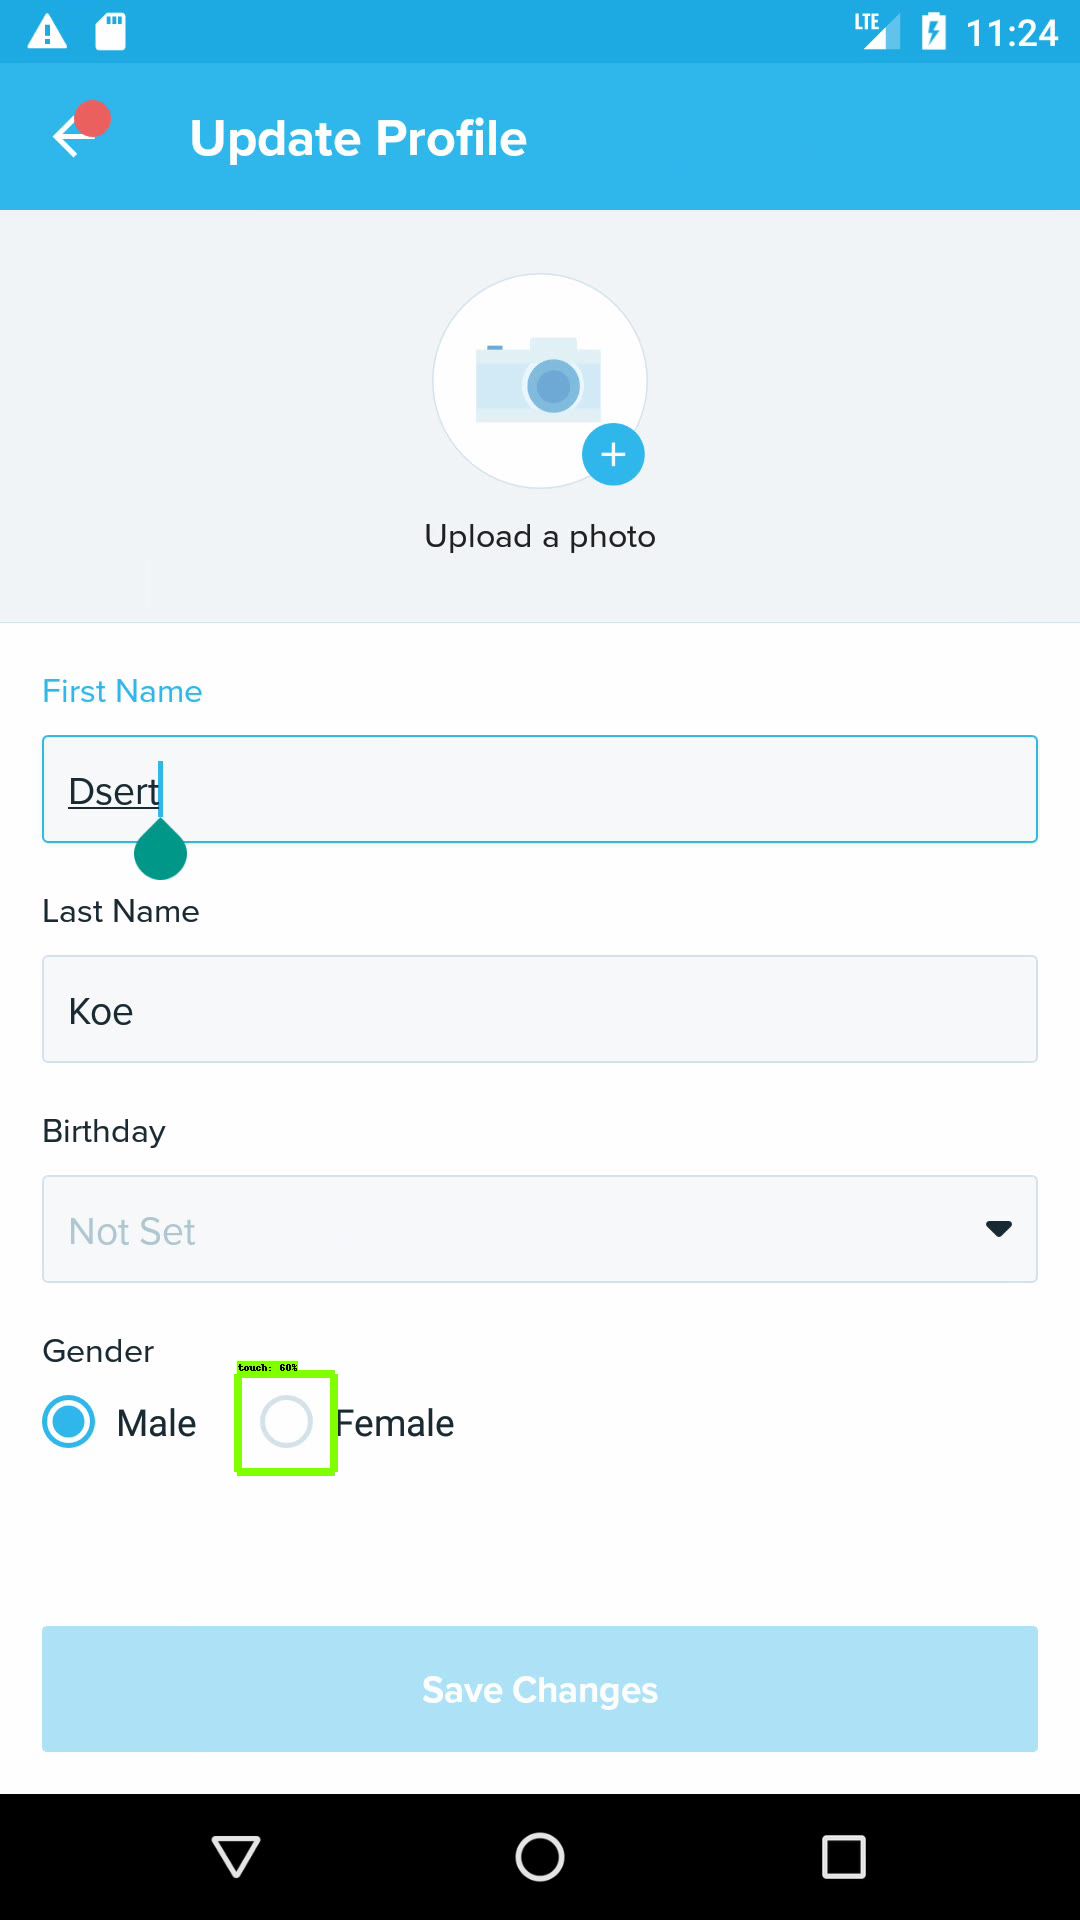 LTE 11:24
Update Profile
Upload a photo
First Name
Dsert
Last Name
Koe
Birthday
Not Set
Gender
touch: 60%
Male Female
Save Changes